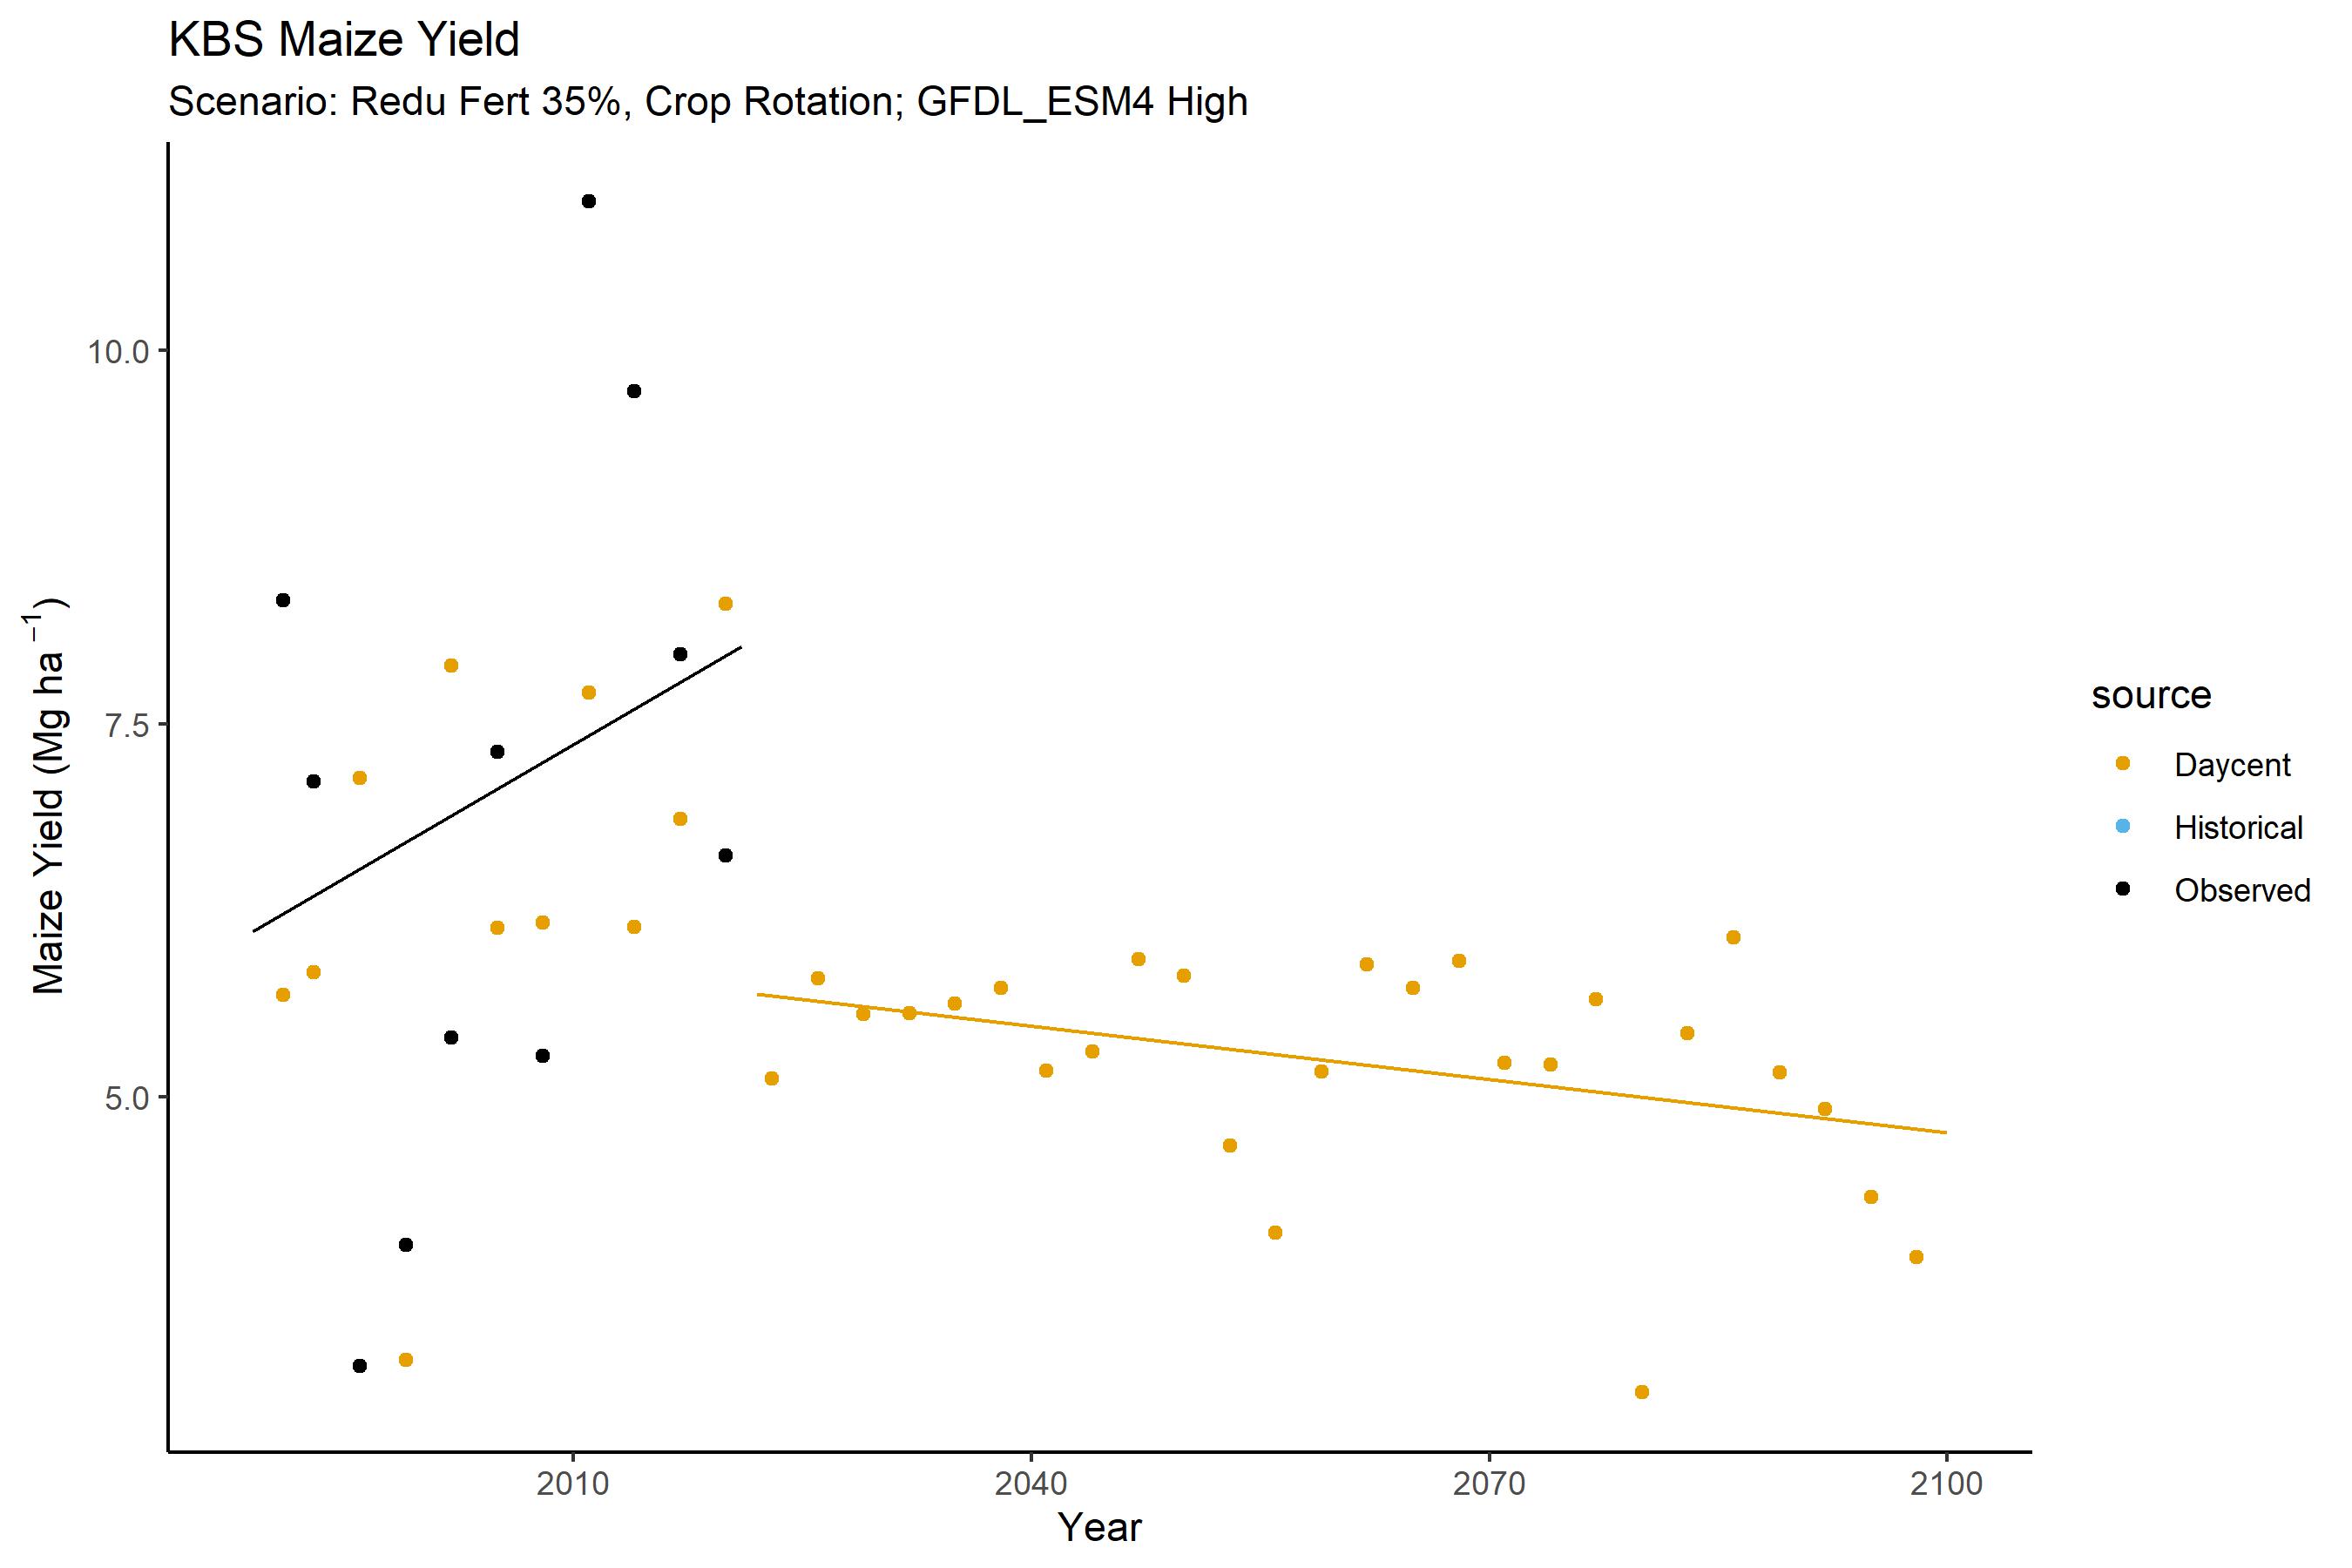 KBS Maize Yield
Scenario: Redu Fert 35%, Crop Rotation; GFDL_ESM4 High
Maize Yield (Mg ha −1)
10.0
7.5
5.0
2010
2040
2070
2100
Year
source
Daycent
Historical
Observed